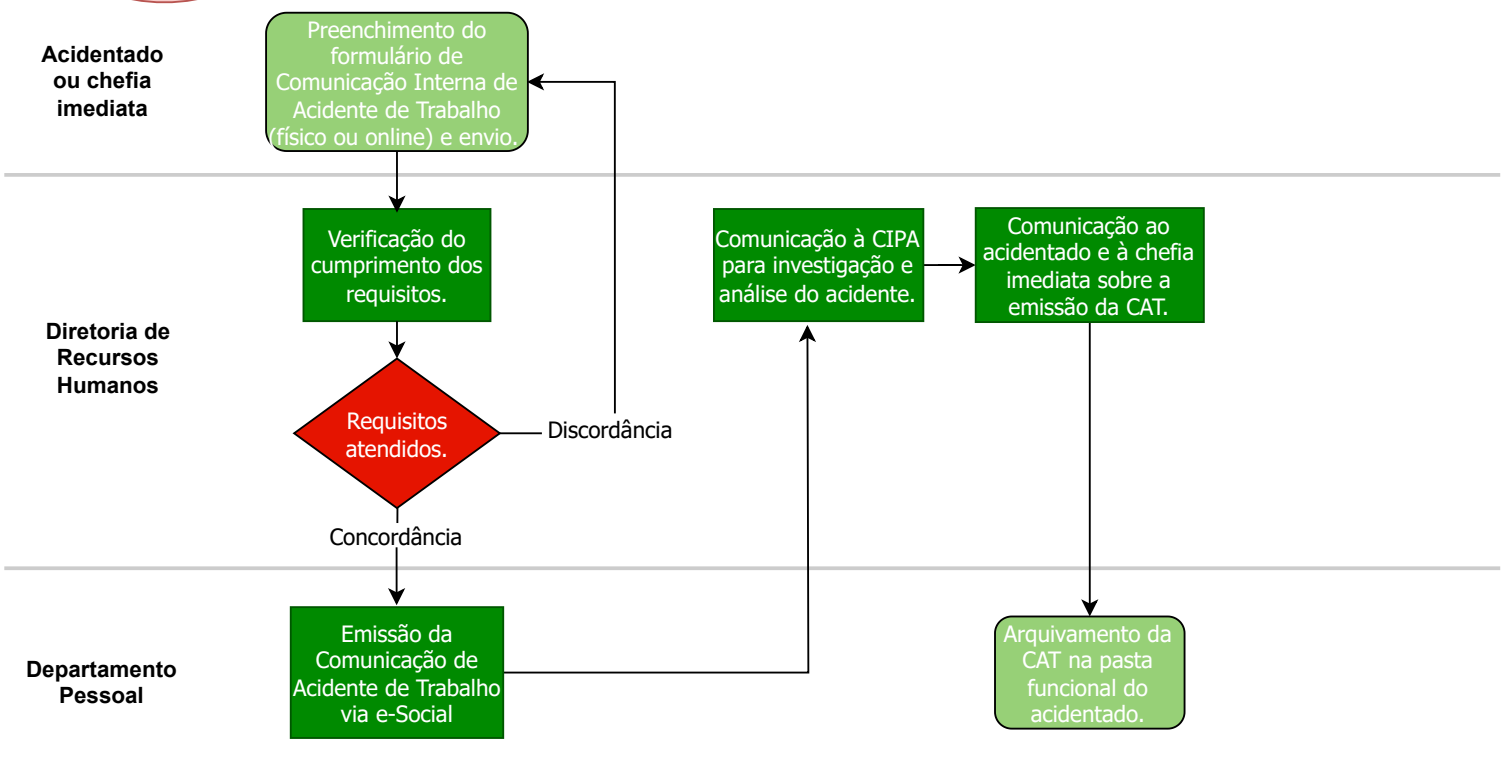 Acidentado
ou chefia
imediata
Preenchimento do
formulário de
Comunicação Interna de
Acidente de Trabalho
(físico ou online) e envio.
Diretoria de
Recursos
Humanos
Verificação do
cumprimento dos
requisitos.
Requisitos
atendidos.
Discordância
Concordância
Comunicação à CIPA
para investigação e
análise do acidente.
Comunicação ao
acidentado e à chefia
imediata sobre a
emissão da CAT.
Departamento
Pessoal
Emissão da
Comunicação de
Acidente de Trabalho
via e-Social
Arquivamento da
CAT na pasta
funcional do
acidentado.